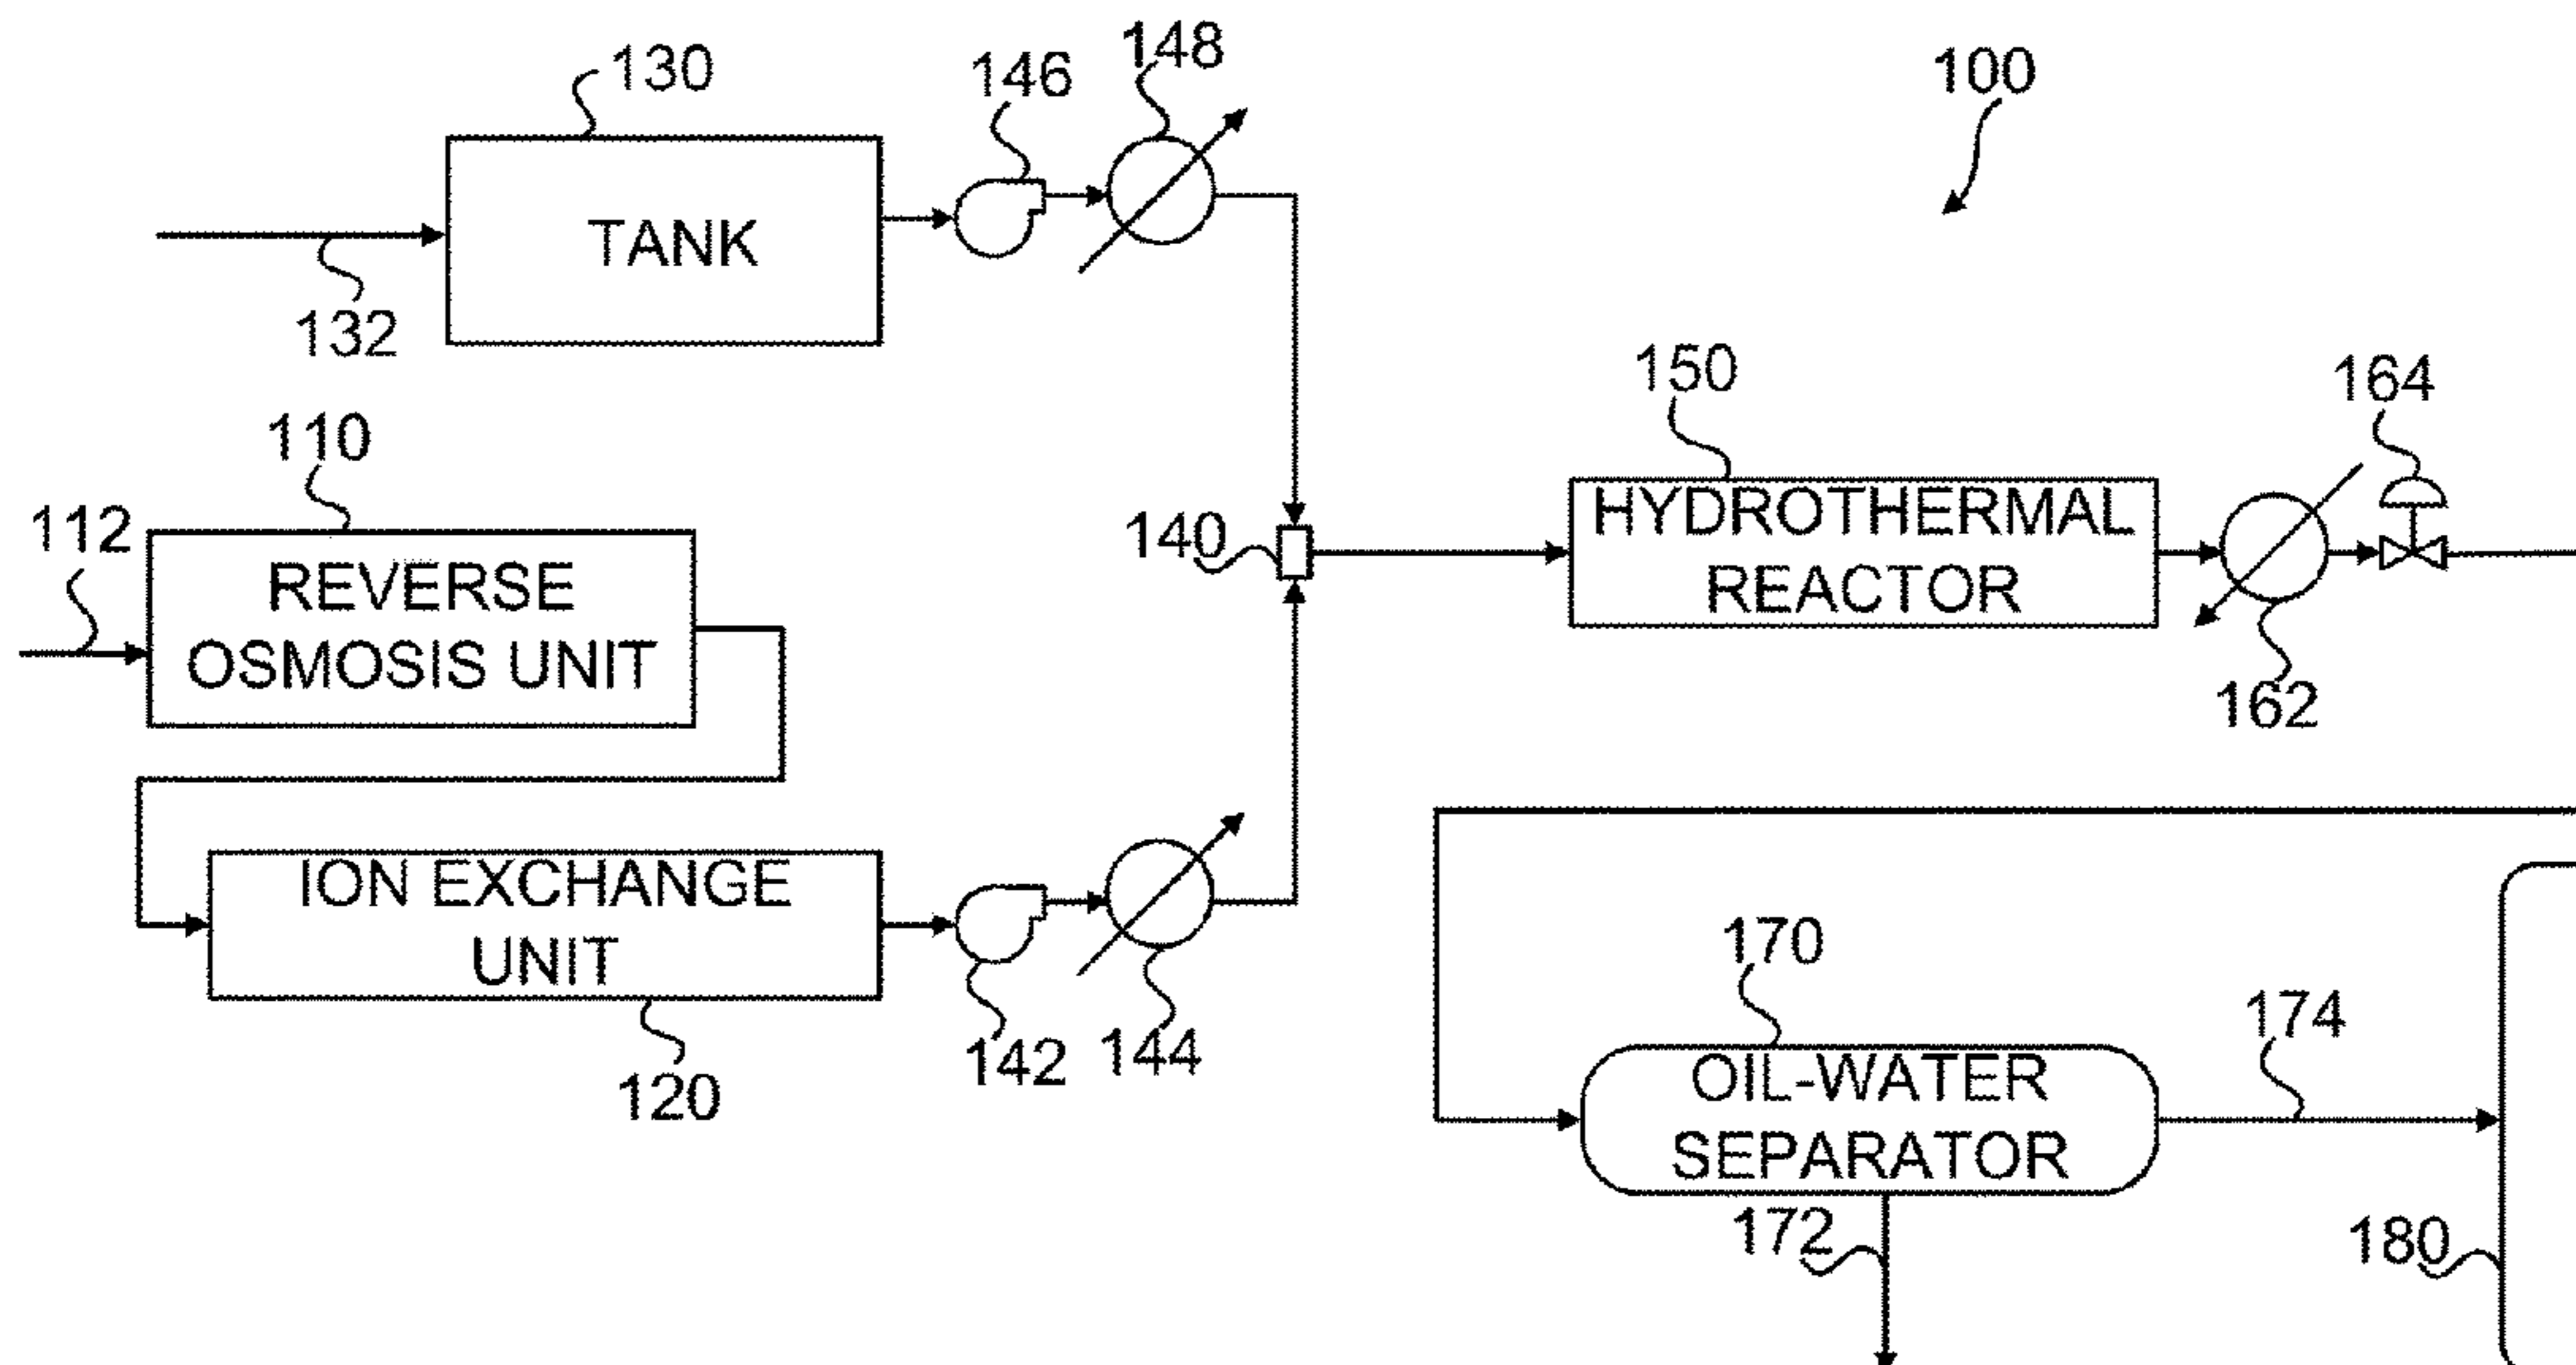 130
146
148
100
TANK
132
150
164
110
112
140
HYDROTHERMAL
REACTOR
REVERSE
OSMOSIS UNIT
162
ION EXCHANGE
UNIT
170
174
142
144
120
OIL-WATER
SEPARATOR
172
180